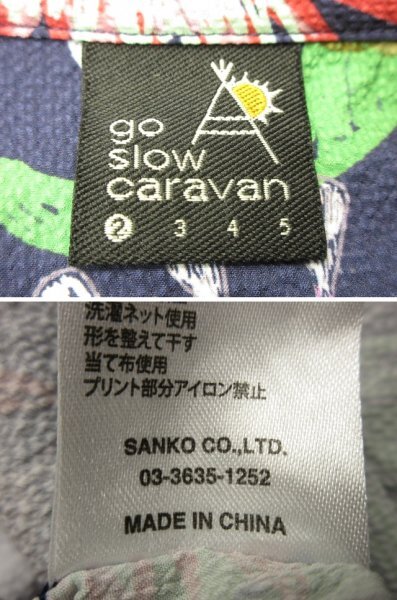 go
slow
caravan
2 3 4 5
洗濯ネット使用
形を整えて干す
当て布使用
プリント部分アイロン禁止
SANKO CO.,LTD.
03-3635-1252
MADE IN CHINA